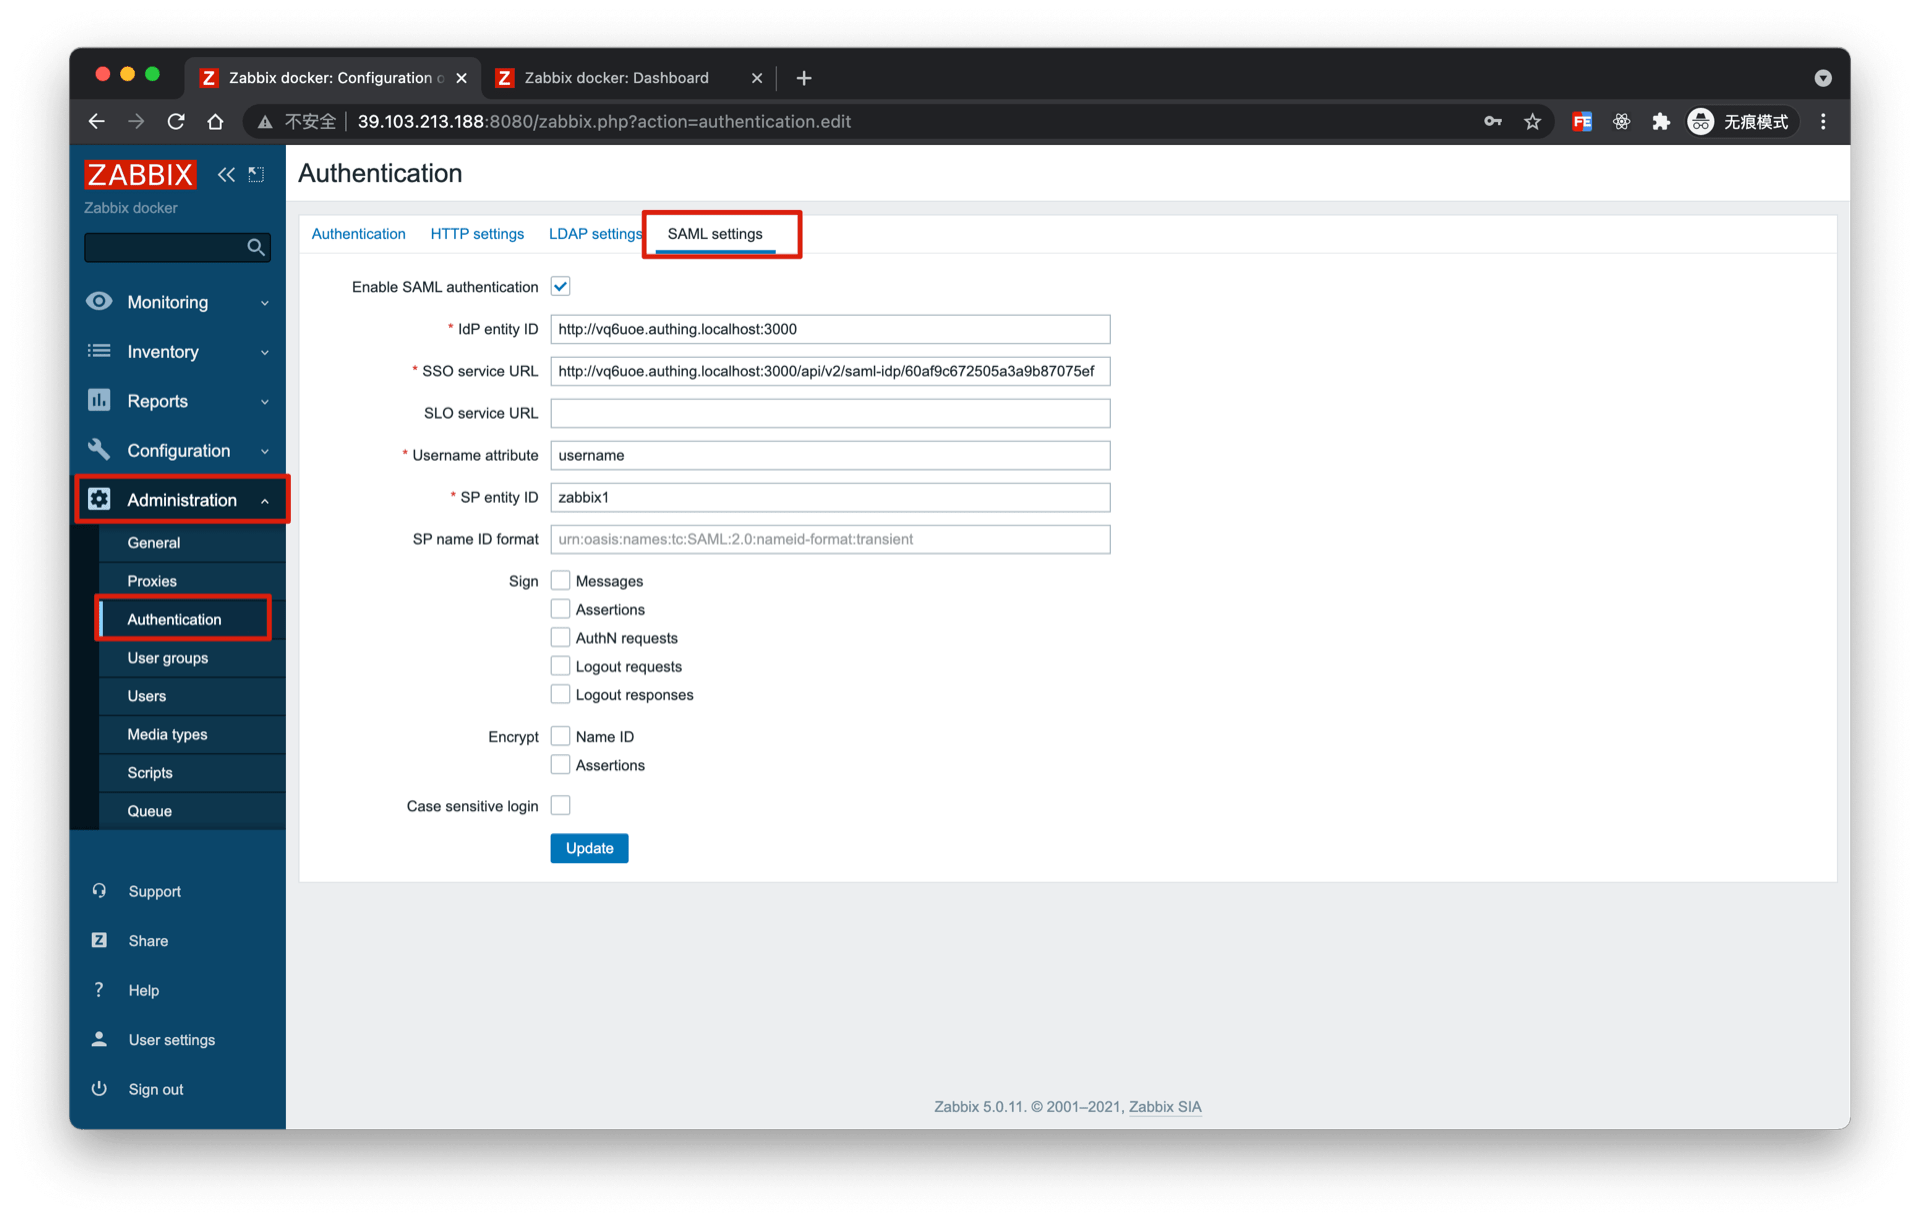 Zabbix docker: Configuration o
Zabbix docker: Dashboard
不安全 39.103.213.188:8080/zabbix.php?action=authentication.edit
FE
无痕模式
ZABBIX
Zabbix docker
Monitoring
Inventory
Reports
Configuration
Administration
General
Proxies
Authentication
User groups
Users
Media types
Scripts
Queue
Support
Share
Help
User settings
Sign out
Authentication
Authentication HTTP settings LDAP settings SAML settings
Enable SAML authentication
* IdP entity ID http://vq6uoe.authing.localhost:3000
* SSO service URL http://vq6uoe.authing.localhost:3000/api/v2/saml-idp/60af9c672505a3a9b87075ef
SLO service URL
* Username attribute username
* SP entity ID zabbix1
SP name ID format urn:oasis:names:tc:SAML:2.0:nameid-format:transient
Sign Messages
Assertions
AuthN requests
Logout requests
Logout responses
Encrypt Name ID
Assertions
Case sensitive login
Update
Zabbix 5.0.11. © 2001–2021, Zabbix SIA